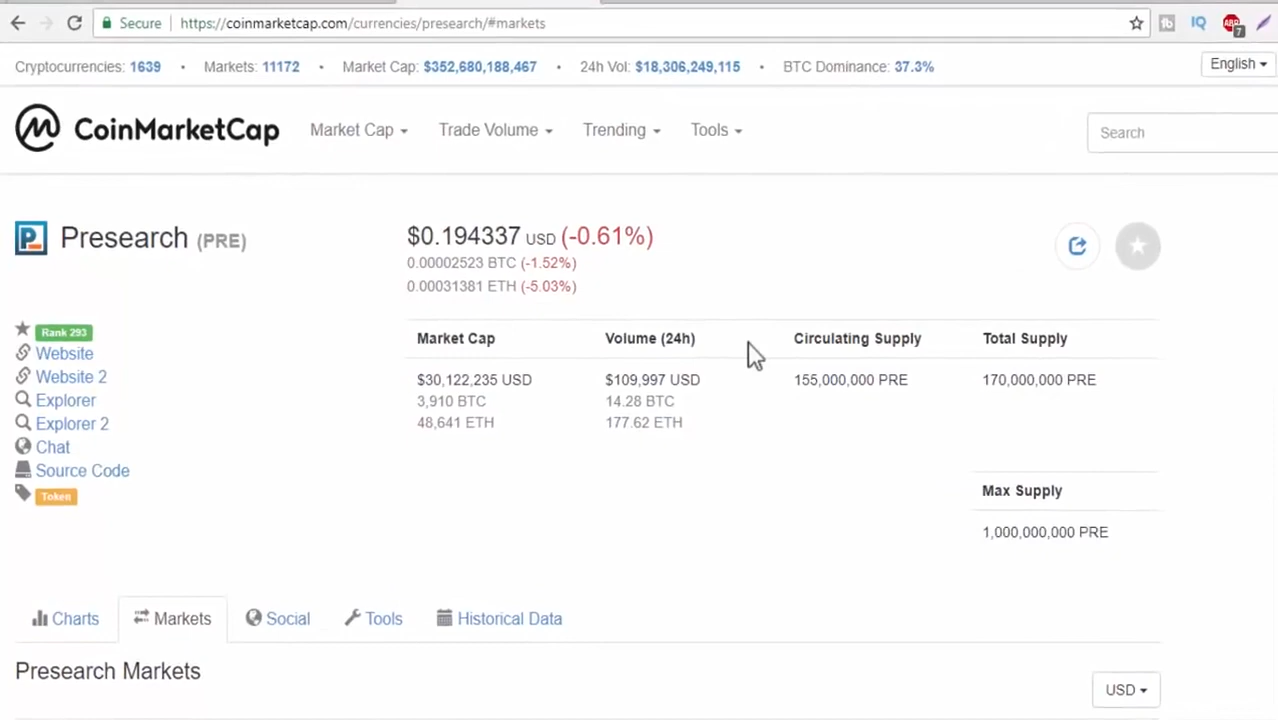 Secure https://coinmarketcap.com/currencies/presearch/#markets
tb IQ ABP 7
Cryptocurrencies: 1639 • Markets: 11172 • Market Cap: $352,680,188,467 • 24h Vol: $18,306,249,115 • BTC Dominance: 37.3% English
CoinMarketCap Market Cap Trade Volume Trending Tools Search
Presearch (PRE) $0.194337 USD (-0.61%)
0.00002523 BTC (-1.52%)
0.00031381 ETH (-5.03%)
Rank 293
Website
Website 2
Explorer
Explorer 2
Chat
Source Code
Token
Market Cap Volume (24h) Circulating Supply Total Supply
$30,122,235 USD $109,997 USD 155,000,000 PRE 170,000,000 PRE
3,910 BTC 14.28 BTC
48,641 ETH 177.62 ETH
Max Supply
1,000,000,000 PRE
Charts Markets Social Tools Historical Data
Presearch Markets
USD